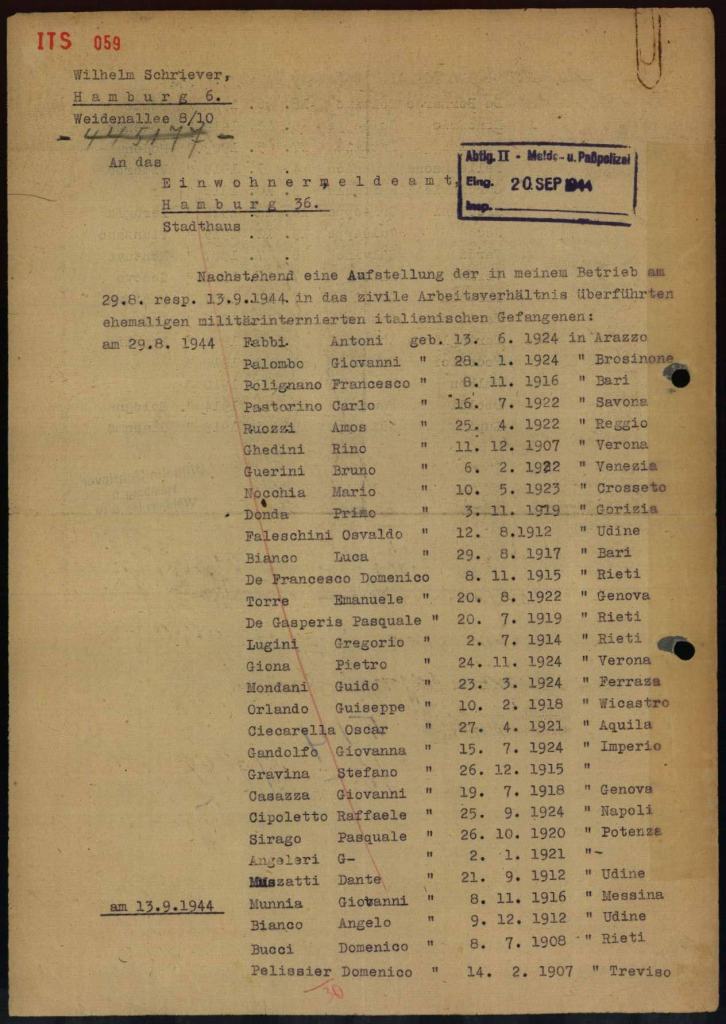 ITS 059
Wilhelm Schriever,
Hamburg 6.
Weidenallee 8/10
- 445177 -
An das
Einwohnermeldeamt,
Hamburg 36.
Stadthaus
Abtlg. II - Melde- u. Paßpolizei
Eing. 20. SEP 1944
Insp.
Nachstehend eine Aufstellung der in meinem Betrieb am
29.8. resp. 13.9.1944 in das zivile Arbeitsverhältnis überführten
ehemaligen militärinternierten italienischen Gefangenen:
am 29.8. 1944 Fabbi Antoni geb. 13. 6. 1924 in Arazzo
Palombo Giovanni " 28. 1. 1924 " Brosinone
Polignano Francesco " 8. 11. 1916 " Bari
Pastorino Carlo " 16. 7. 1922 " Savona
Ruozzi Amos " 25. 4. 1922 " Reggio
Ghedini Rino " 11. 12. 1907 " Verona
Guerini Bruno " 6. 2. 1922 " Venezia
Nocchia Mario " 10. 5. 1923 " Crosseto
Donda Primo " 3. 11. 1919 " Gorizia
Faleschini Osvaldo " 12. 8.1912 " Udine
Bianco Luca " 29. 8. 1917 " Bari
De Francesco Domenico 8. 11. 1915 " Rieti
Torre Emanuele " 20. 8. 1922 " Genova
De Gasperis Pasquale " 20. 7. 1919 " Rieti
Lugini Gregorio " 2. 7. 1914 " Rieti
Giona Pietro " 24. 11. 1924 " Verona
Mondani Guido " 23. 3. 1924 " Ferraza
Orlando Guiseppe " 10. 2. 1918 " Wicastro
Ciecarella Oscar " 27. 4. 1921 " Aquila
Gandolfo Giovanna " 15. 7. 1924 " Imperio
Gravina Stefano " 26. 12. 1915 "
Casazza Giovanni " 19. 7. 1918 " Genova
Cipoletto Raffaele " 25. 9. 1924 " Napoli
Sirago Pasquale " 26. 10. 1920 " Potenza
Angeleri G- " 2. 1. 1921 "-
Muszatti Dante " 21. 9. 1912 " Udine
am 13.9.1944 Munnia Giovanni " 8. 11. 1916 " Messina
Bianco Angelo " 9. 12. 1912 " Udine
Bucci Domenico " 8. 7. 1908 " Rieti
Pelissier Domenico " 14. 2. 1907 " Treviso
30